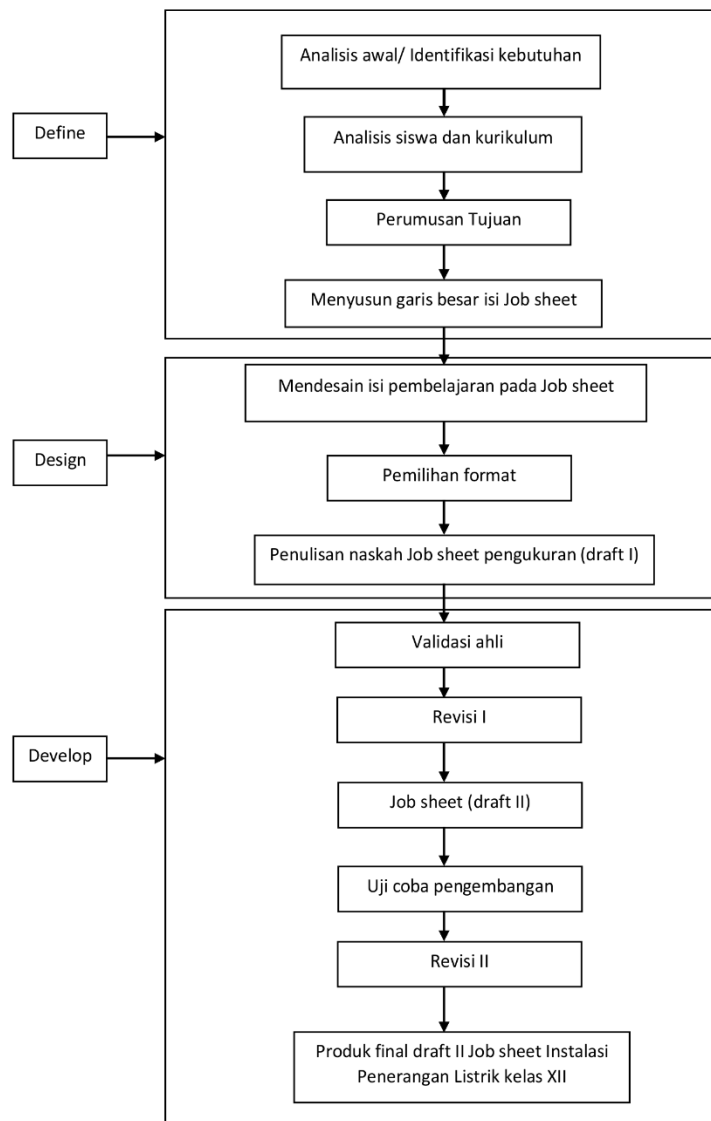 Analisis awal/ Identifikasi kebutuhan
Define
Analisis siswa dan kurikulum
Perumusan Tujuan
Menyusun garis besar isi Job sheet
Mendesain isi pembelajaran pada Job sheet
Design
Pemilihan format
Penulisan naskah Job sheet pengukuran (draft I)
Validasi ahli
Revisi I
Develop
Job sheet (draft II)
Uji coba pengembangan
Revisi II
Produk final draft II Job sheet Instalasi
Penerangan Listrik kelas XII